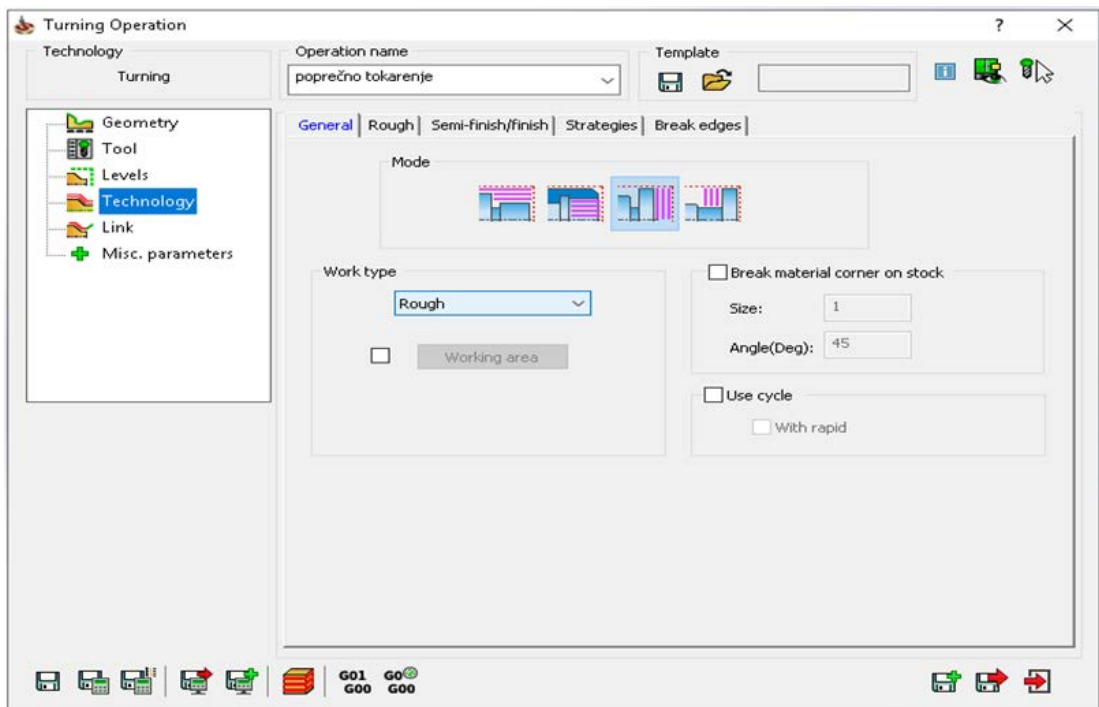 Turning Operation
?
Technology
Turning
Operation name
poprečno tokarenje
Template
Geometry
Tool
Levels
Technology
Link
Misc. parameters
General Rough Semi-finish/finish Strategies Break edges
Mode
Work type
Rough
Working area
Break material corner on stock
Size: 1
Angle(Deg): 45
Use cycle
With rapid
G01 G0
G00 G00